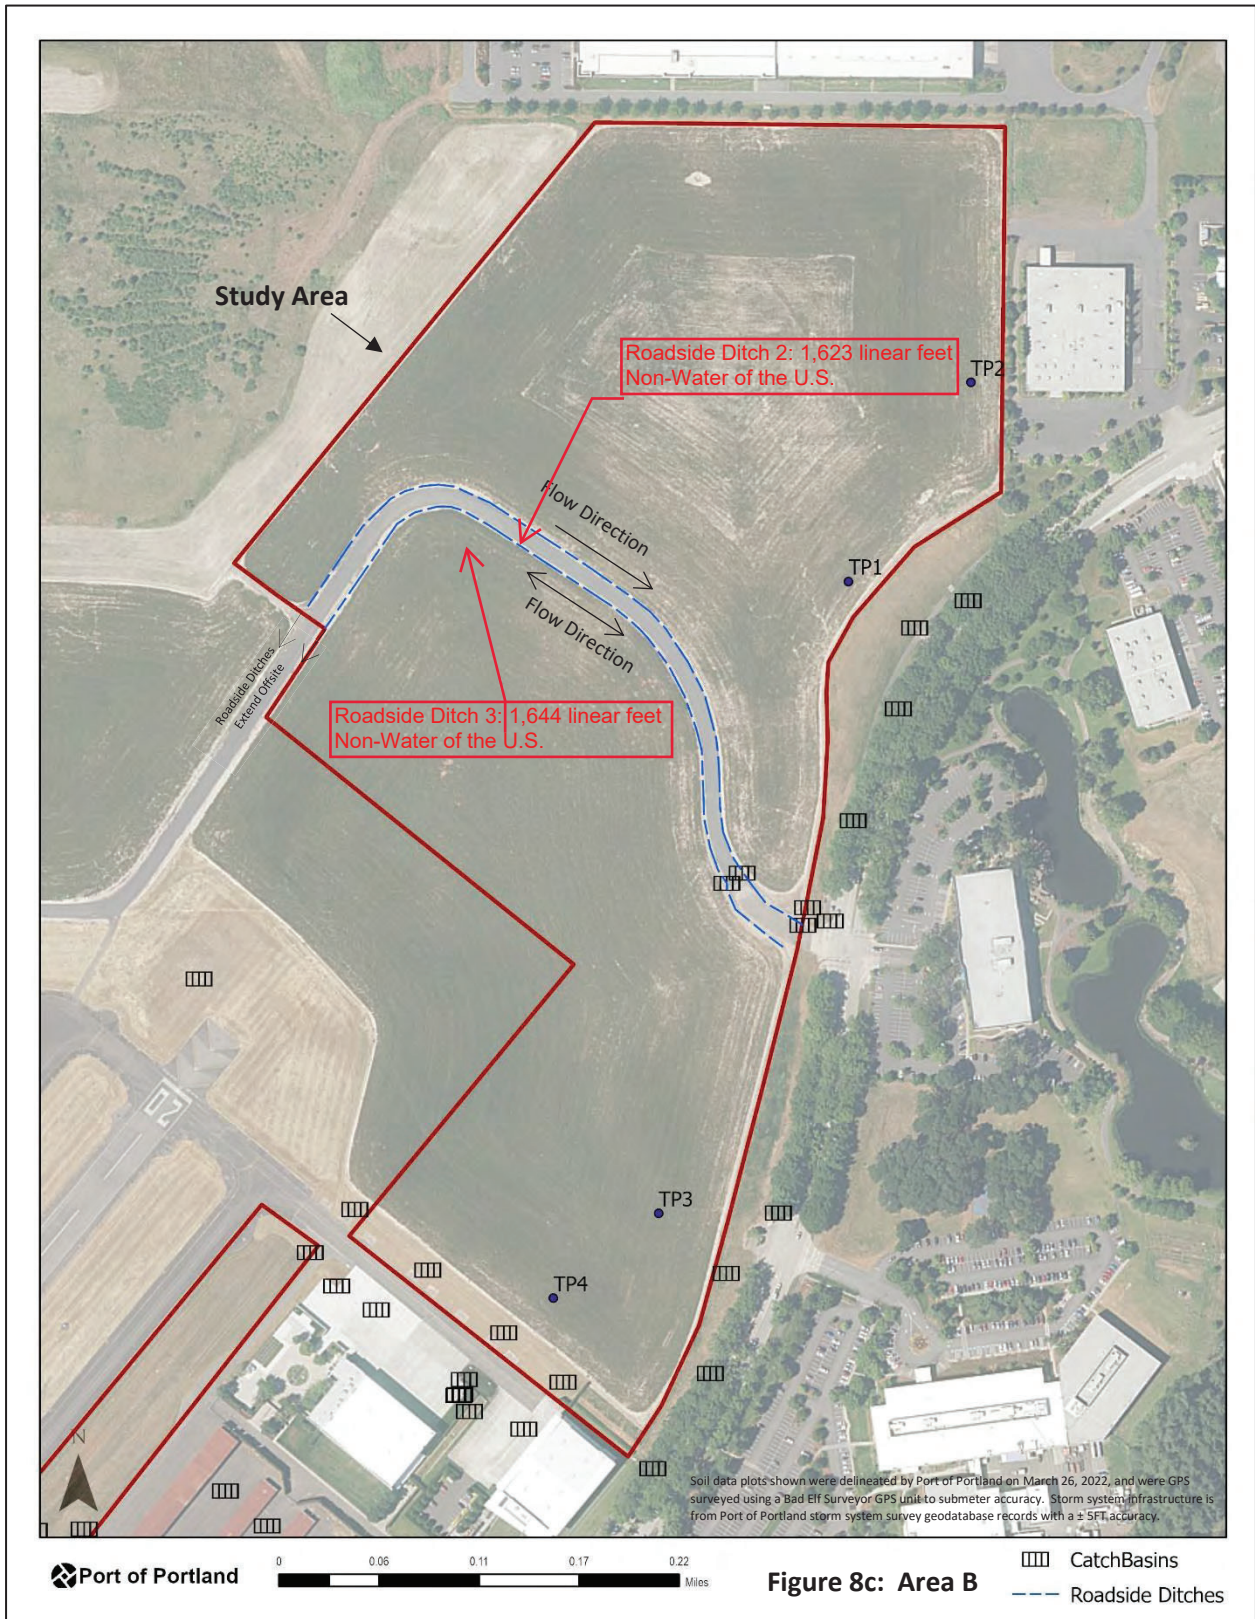 Study Area
Roadside Ditch 2: 1,623 linear feet
Non-Water of the U.S.
TP2
Flow Direction
TP1
Flow Direction
Roadside Ditches
Extend Offsite
Roadside Ditch 3: 1,644 linear feet
Non-Water of the U.S.
02
TP3
TP4
N
Soil data plots shown were delineated by Port of Portland on March 26, 2022, and were GPS
surveyed using a Bad Elf Surveyor GPS unit to submeter accuracy. Storm system infrastructure is
from Port of Portland storm system survey geodatabase records with a ± 5FT accuracy.
Port of Portland
0 0.06 0.11 0.17 0.22
Miles
Figure 8c: Area B
CatchBasins
Roadside Ditches